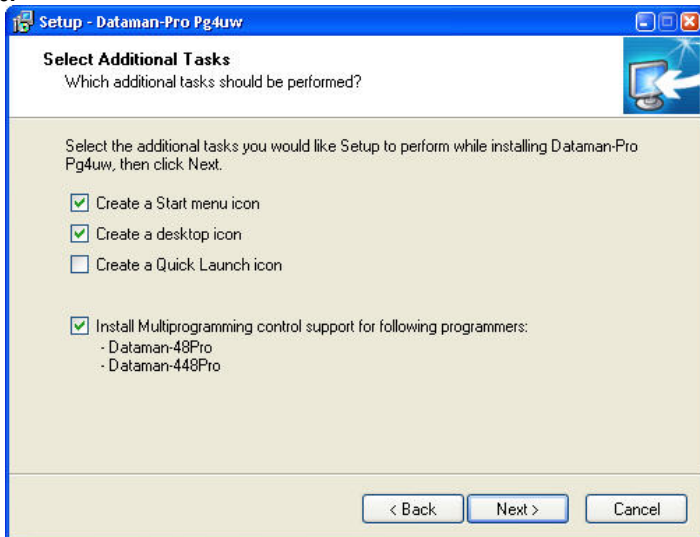 Setup - Dataman-Pro Pg4uw
Select Additional Tasks
Which additional tasks should be performed?
Select the additional tasks you would like Setup to perform while installing Dataman-Pro
Pg4uw, then click Next.
Create a Start menu icon
Create a desktop icon
Create a Quick Launch icon
Install Multiprogramming control support for following programmers:
- Dataman-48Pro
- Dataman-448Pro
< Back Next > Cancel